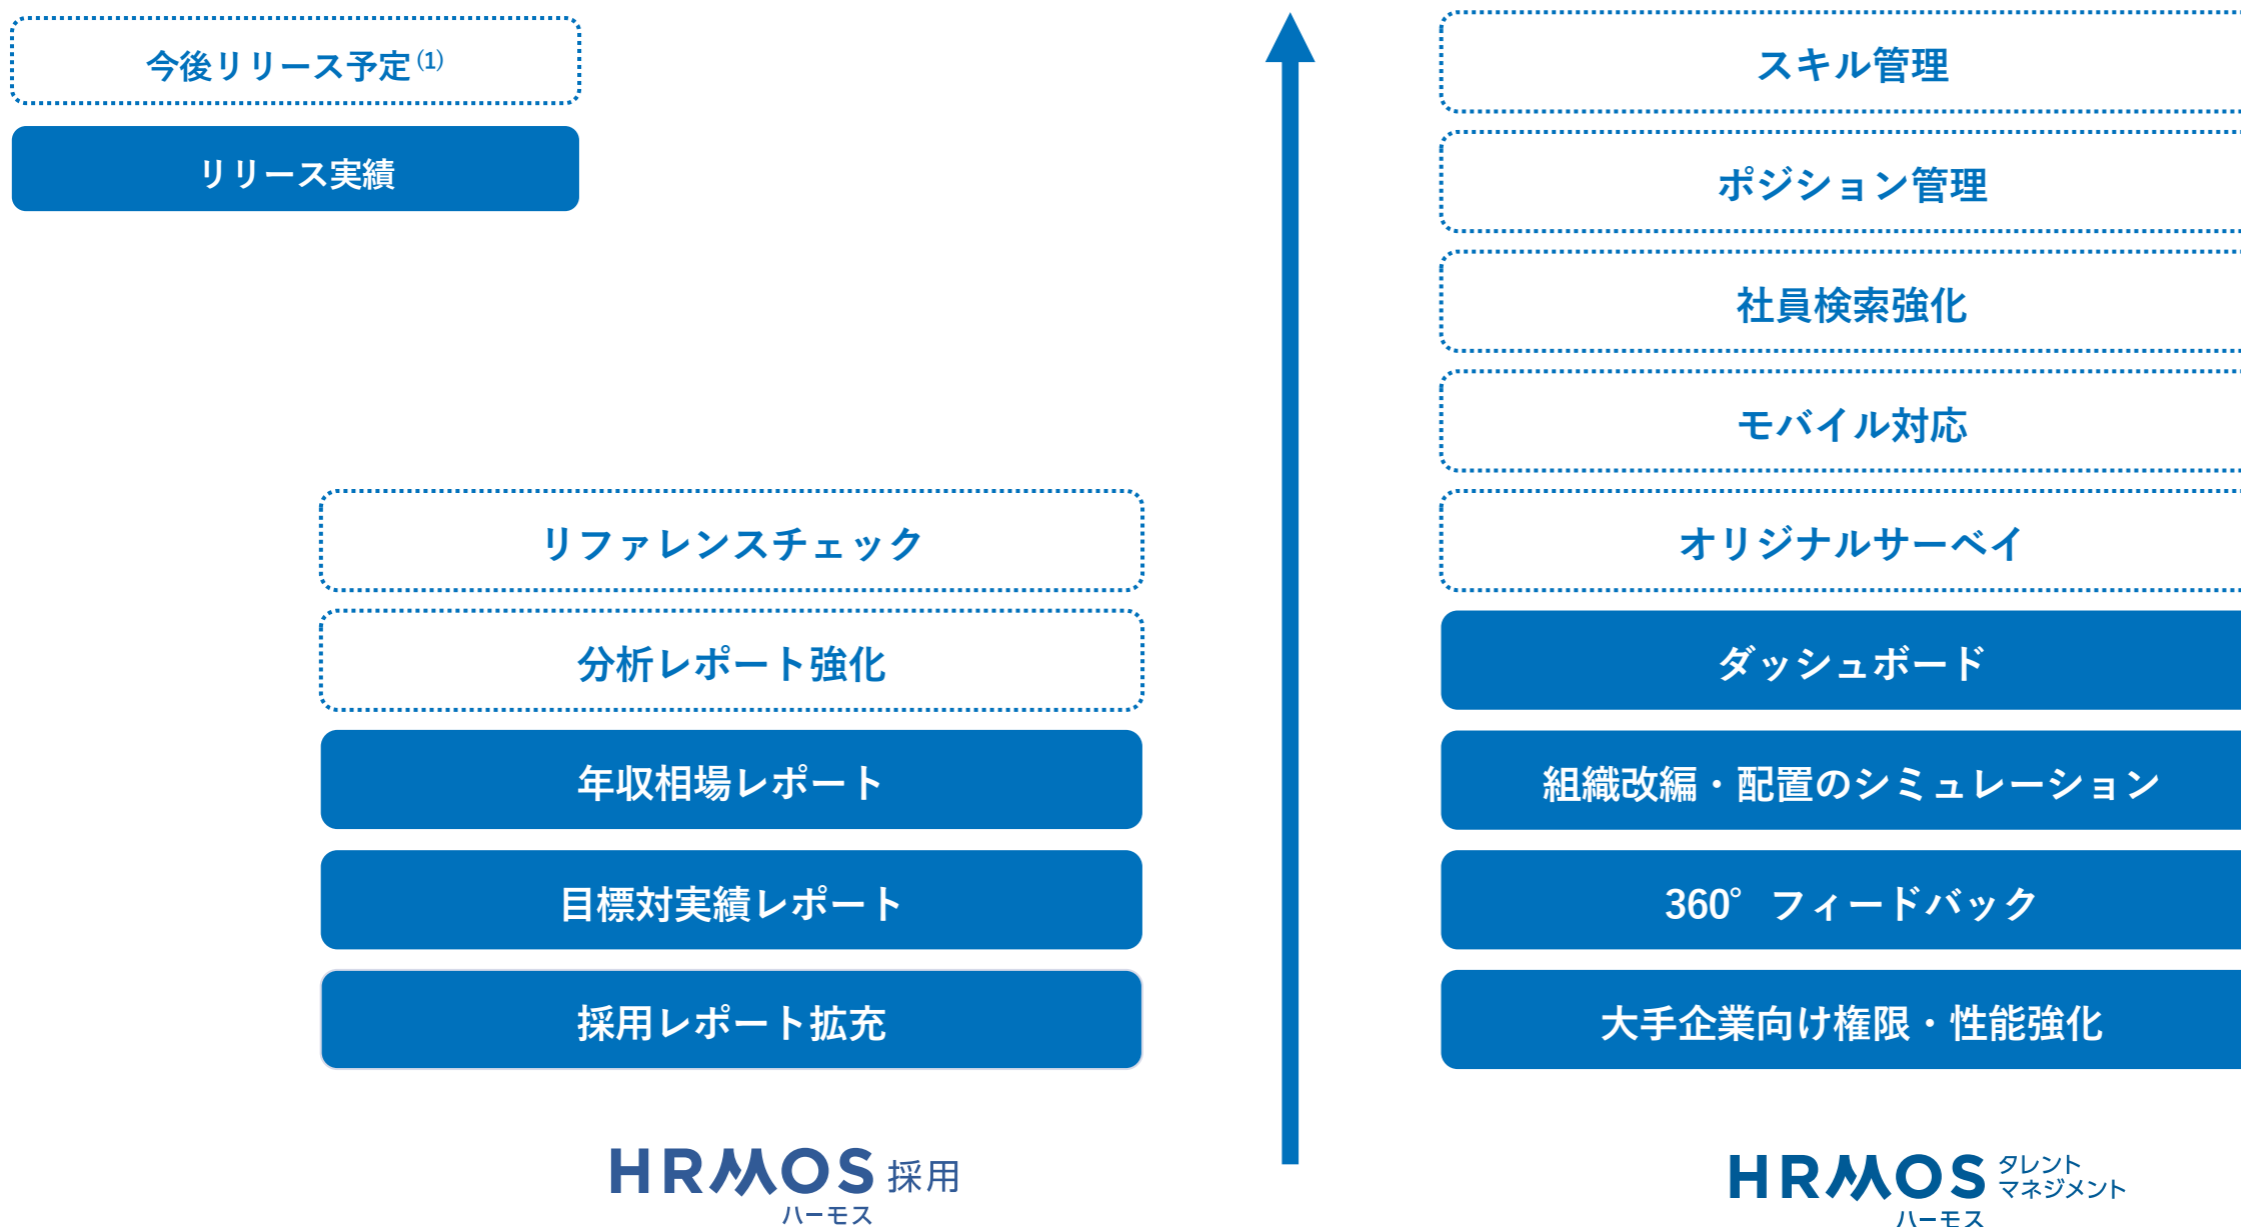 今後リリース予定(1)
リリース実績
リファレンスチェック
分析レポート強化
年収相場レポート
目標対実績レポート
採用レポート拡充
HRMOS 採用
ハーモス
スキル管理
ポジション管理
社員検索強化
モバイル対応
オリジナルサーベイ
ダッシュボード
組織改編・配置のシミュレーション
360°フィードバック
大手企業向け権限・性能強化
HRMOS タレント
マネジメント
ハーモス